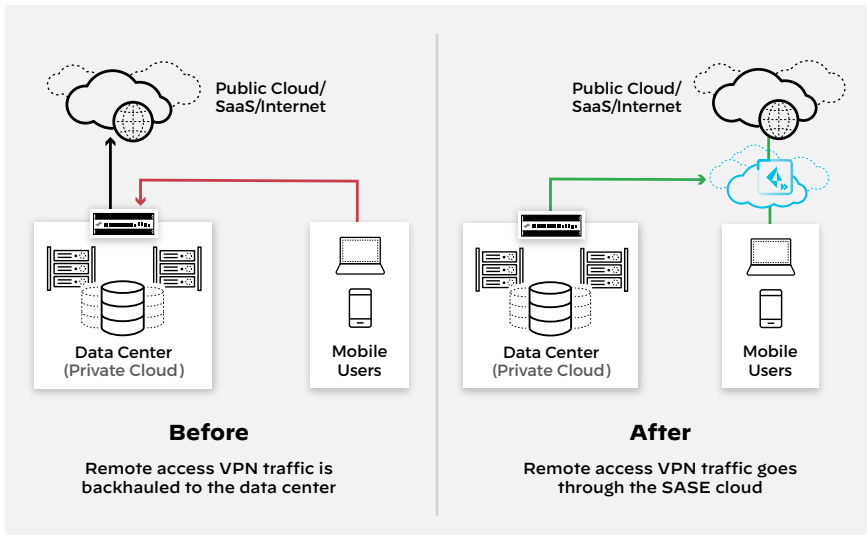 Public Cloud/
SaaS/Internet
Data Center
(Private Cloud)
Mobile
Users
Before
Remote access VPN traffic is
backhauled to the data center
Public Cloud/
SaaS/Internet
Data Center
(Private Cloud)
Mobile
Users
After
Remote access VPN traffic goes
through the SASE cloud